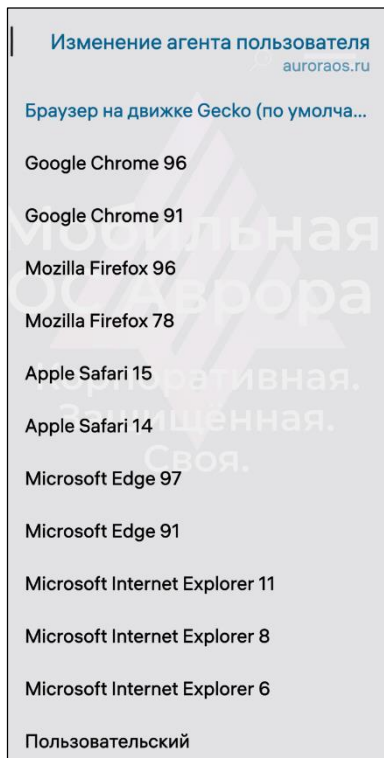 Изменение агента пользователя
auroraos.ru
Браузер на движке Gecko (по умолча...
Google Chrome 96
Google Chrome 91
Мобильная
Mozilla Firefox 96
ОС Аврора
Mozilla Firefox 78
Apple Safari 15
Корпоративная.
Защищённая.
Apple Safari 14
Своя.
Microsoft Edge 97
Microsoft Edge 91
Microsoft Internet Explorer 11
Microsoft Internet Explorer 8
Microsoft Internet Explorer 6
Пользовательский